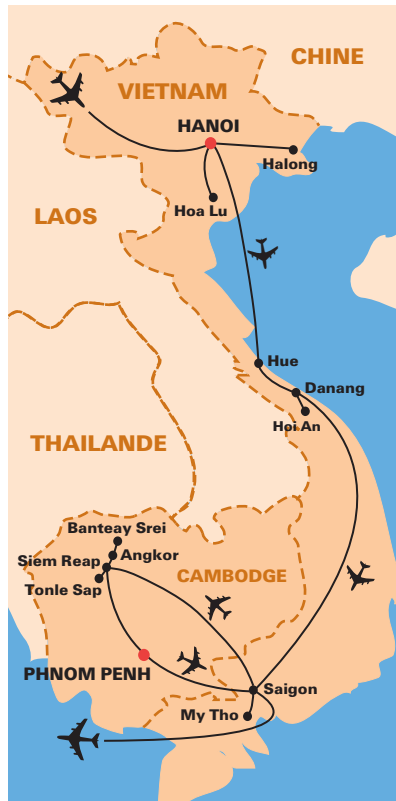 CHINE
VIETNAM
HANOI
Halong
Hoa Lu
LAOS
Hue
Danang
Hoi An
THAILANDE
Banteay Srei
Angkor
Siem Reap
CAMBODGE
Tonle Sap
PHNOM PENH
Saigon
My Tho